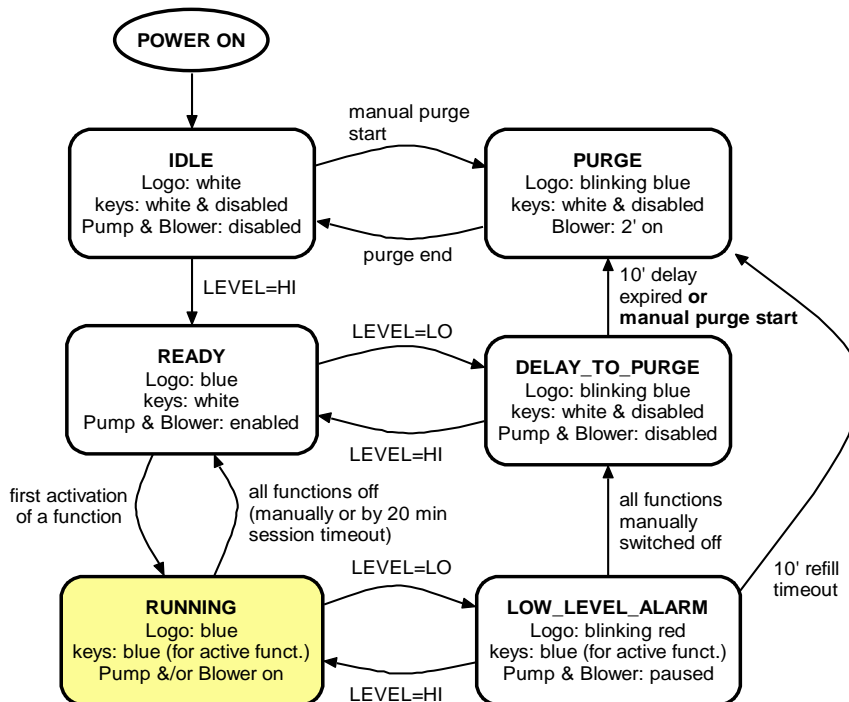 POWER ON
manual purge
start
IDLE
Logo: white
keys: white & disabled
Pump & Blower: disabled
PURGE
Logo: blinking blue
keys: white & disabled
Blower: 2' on
purge end
LEVEL=HI
10' delay
expired or
manual purge start
LEVEL=LO
READY
Logo: blue
keys: white
Pump & Blower: enabled
DELAY_TO_PURGE
Logo: blinking blue
keys: white & disabled
Pump & Blower: disabled
LEVEL=HI
first activation
of a function
all functions off
(manually or by 20 min
session timeout)
all functions
manually
switched off
10' refill
timeout
LEVEL=LO
RUNNING
Logo: blue
keys: blue (for active funct.)
Pump &/or Blower on
LOW_LEVEL_ALARM
Logo: blinking red
keys: blue (for active funct.)
Pump & Blower: paused
LEVEL=HI